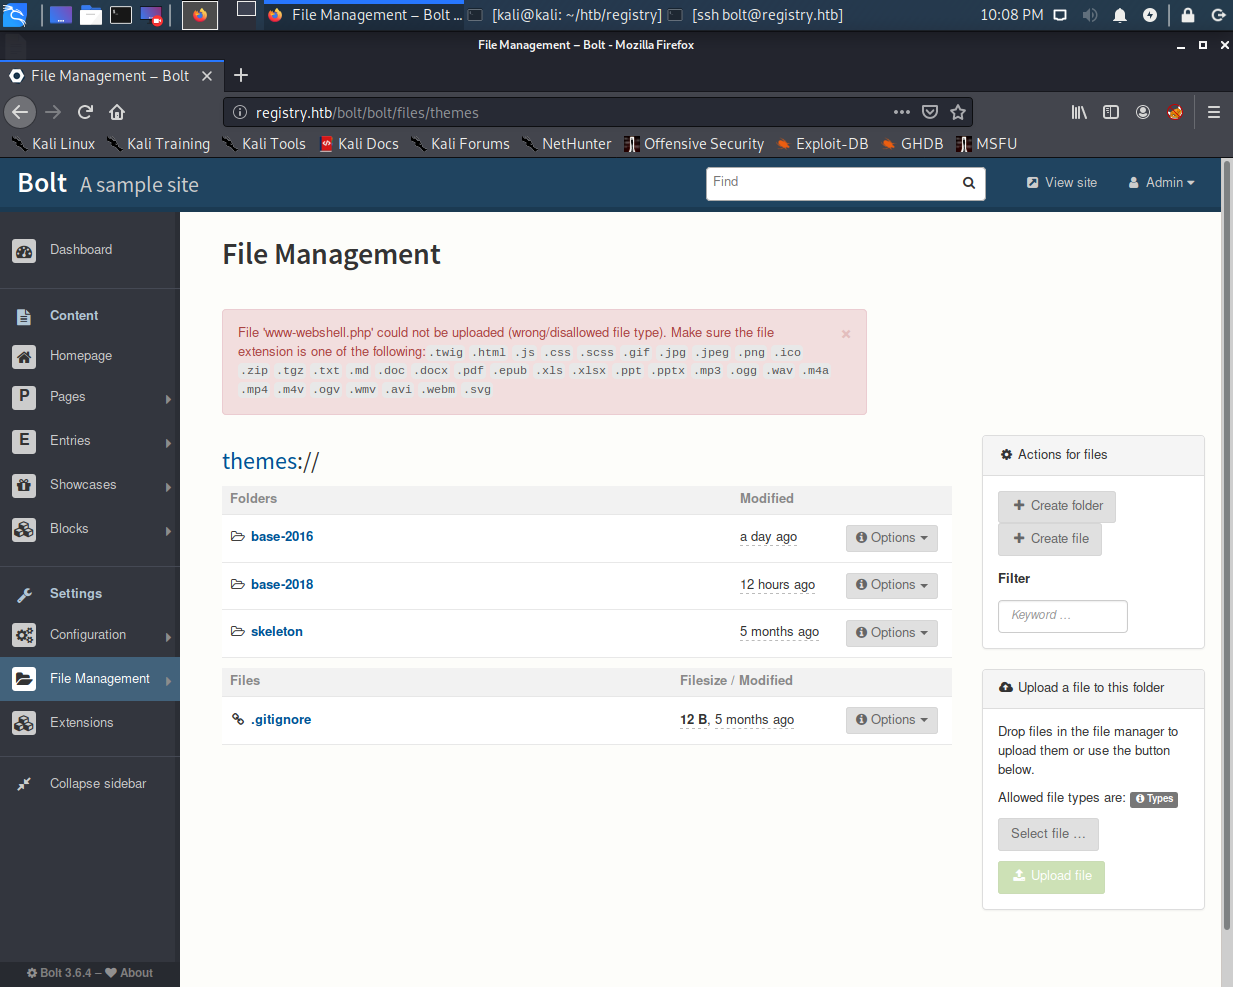 File Management – Bolt ... [kali@kali: ~/htb/registry] [ssh bolt@registry.htb] 10:08 PM
File Management – Bolt - Mozilla Firefox
File Management – Bolt
registry.htb/bolt/bolt/files/themes
Kali Linux Kali Training Kali Tools Kali Docs Kali Forums NetHunter Offensive Security Exploit-DB GHDB MSFU
Bolt A sample site Find View site Admin
Dashboard
Content
Homepage
P Pages
E Entries
Showcases
Blocks
Settings
Configuration
File Management
Extensions
Collapse sidebar
Bolt 3.6.4 – About
File Management
File 'www-webshell.php' could not be uploaded (wrong/disallowed file type). Make sure the file ×
extension is one of the following: .twig .html .js .css .scss .gif .jpg .jpeg .png .ico
.zip .tgz .txt .md .doc .docx .pdf .epub .xls .xlsx .ppt .pptx .mp3 .ogg .wav .m4a
.mp4 .m4v .ogv .wmv .avi .webm .svg
themes://
Folders Modified
base-2016 a day ago Options
base-2018 12 hours ago Options
skeleton 5 months ago Options
Files Filesize / Modified
.gitignore 12 B, 5 months ago Options
Actions for files
Create folder
Create file
Filter
Keyword ...
Upload a file to this folder
Drop files in the file manager to
upload them or use the button
below.
Allowed file types are: Types
Select file ...
Upload file